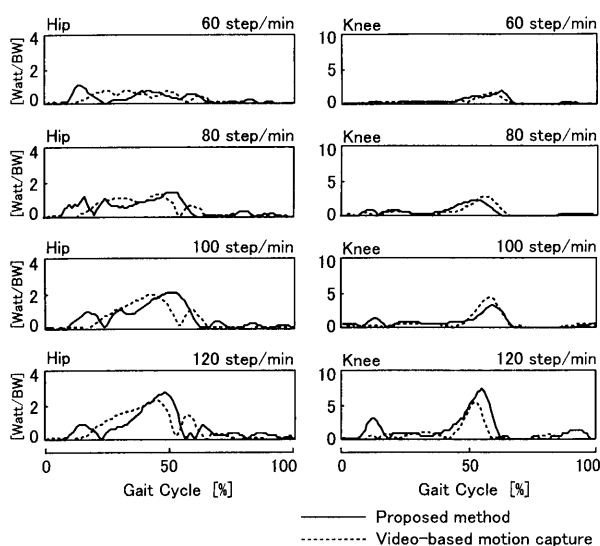 Hip 60 step/min
[Watt/BW]
4
2
0
Knee 60 step/min
10
5
0
Hip 80 step/min
[Watt/BW]
4
2
0
Knee 80 step/min
10
5
0
Hip 100 step/min
[Watt/BW]
4
2
0
Knee 100 step/min
10
5
0
Hip 120 step/min
[Watt/BW]
4
2
0
0 50 100
Gait Cycle [%]
Knee 120 step/min
10
5
0
0 50 100
Gait Cycle [%]
Proposed method
Video-based motion capture